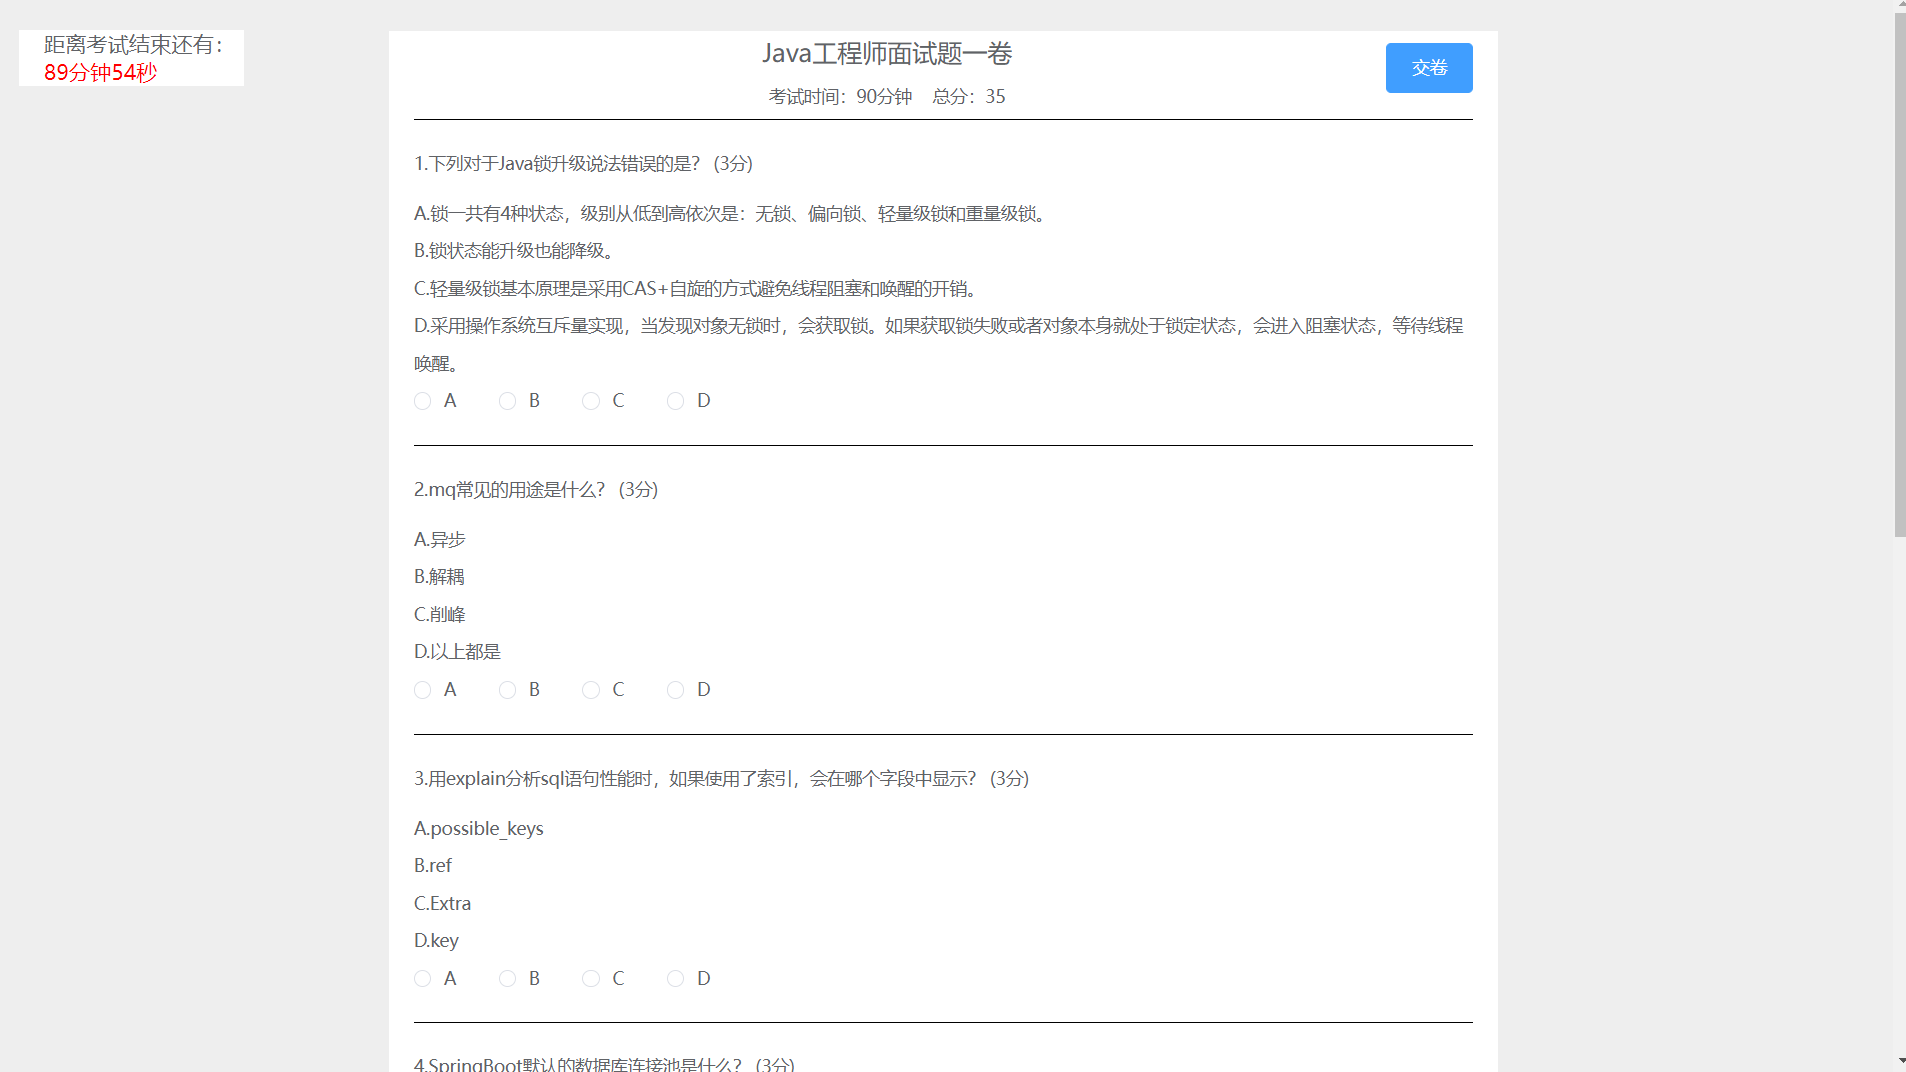 距离考试结束还有：
89分钟54秒
Java工程师面试题一卷
交卷
考试时间：90分钟 总分：35
1.下列对于Java锁升级说法错误的是？ (3分)
A.锁一共有4种状态，级别从低到高依次是：无锁、偏向锁、轻量级锁和重量级锁。
B.锁状态能升级也能降级。
C.轻量级锁基本原理是采用CAS+自旋的方式避免线程阻塞和唤醒的开销。
D.采用操作系统互斥量实现，当发现对象无锁时，会获取锁。如果获取锁失败或者对象本身就处于锁定状态，会进入阻塞状态，等待线程
唤醒。
A B C D
2.mq常见的用途是什么？ (3分)
A.异步
B.解耦
C.削峰
D.以上都是
A B C D
3.用explain分析sql语句性能时，如果使用了索引，会在哪个字段中显示？ (3分)
A.possible_keys
B.ref
C.Extra
D.key
A B C D
4.SpringBoot默认的数据库连接池是什么？ (3分)